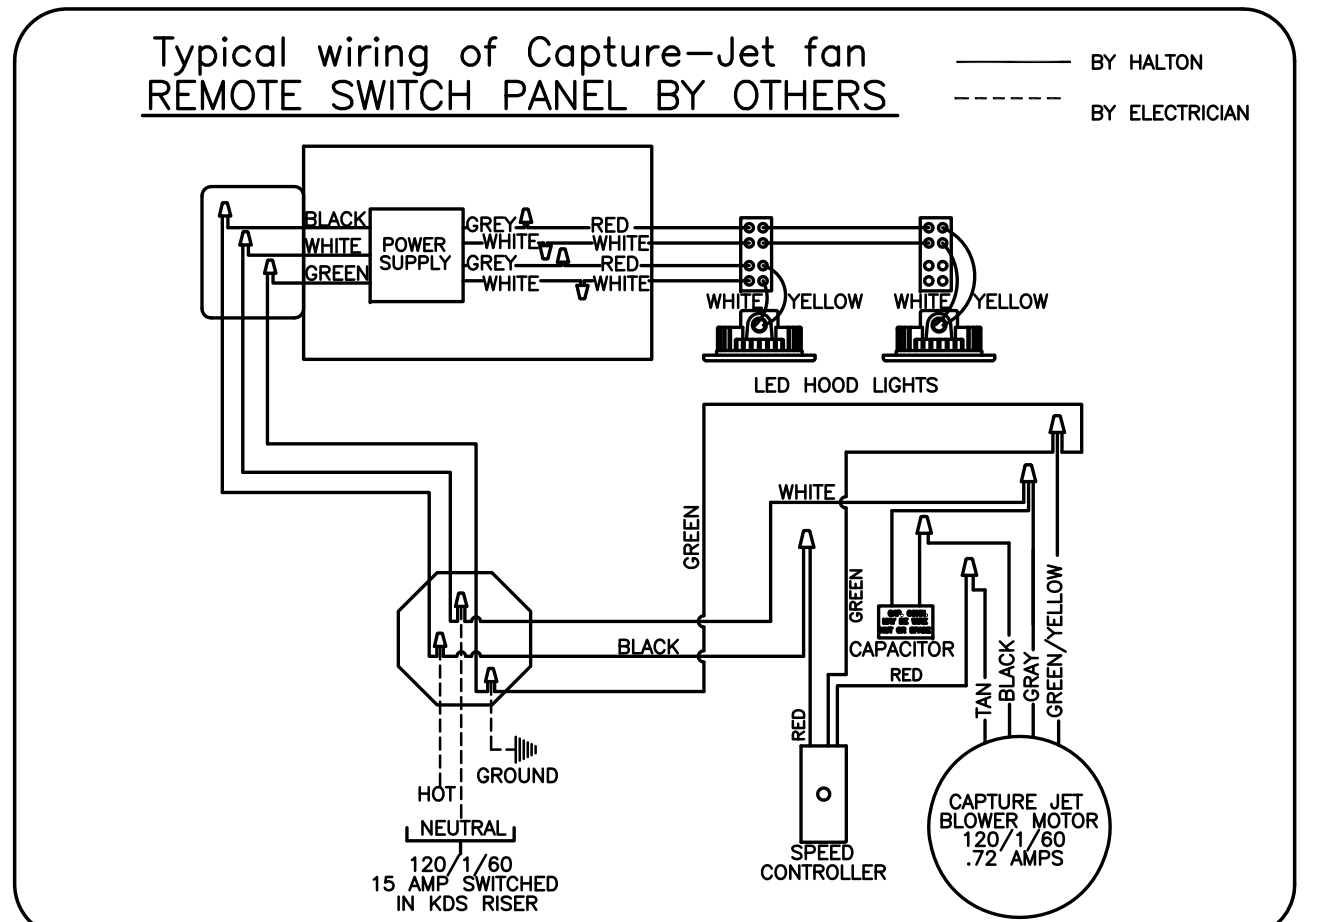 Typical wiring of Capture-Jet fan
REMOTE SWITCH PANEL BY OTHERS
BY HALTON
BY ELECTRICIAN
BLACK
WHITE
GREEN
POWER
SUPPLY
GREY
RED
WHITE
WHITE
GREY
RED
WHITE
WHITE
WHITE
YELLOW
WHITE
YELLOW
LED HOOD LIGHTS
WHITE
GREEN
GREEN
BLACK
CAPACITOR
RED
RED
TAN
BLACK
GRAY
GREEN/YELLOW
GROUND
HOT
NEUTRAL
120/1/60
15 AMP SWITCHED
IN KDS RISER
SPEED
CONTROLLER
CAPTURE JET
BLOWER MOTOR
120/1/60
.72 AMPS